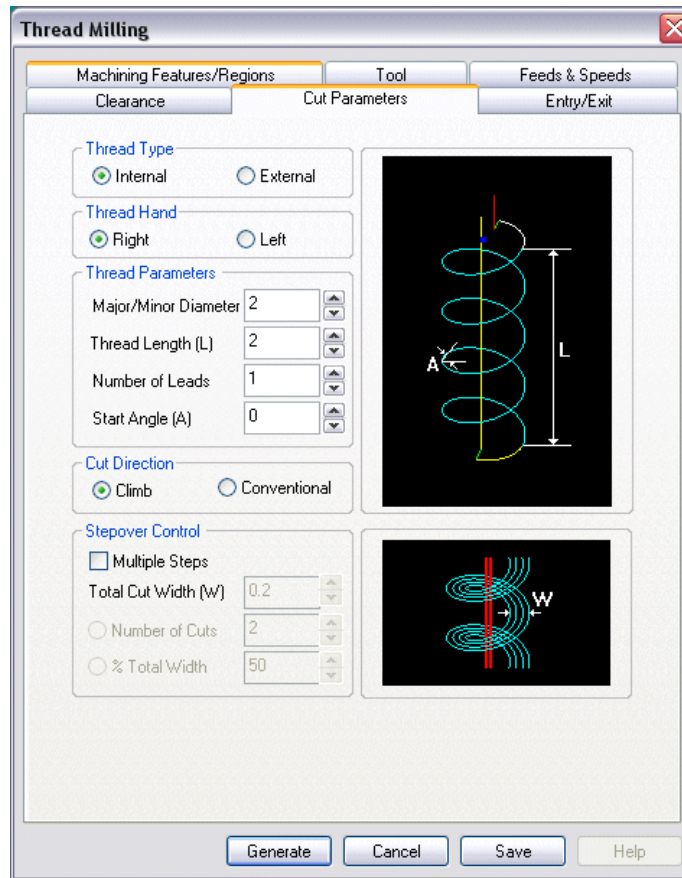 Thread Milling
Machining Features/Regions Tool Feeds & Speeds
Clearance Cut Parameters Entry/Exit
Thread Type
Internal External
Thread Hand
Right Left
Thread Parameters
Major/Minor Diameter 2
Thread Length (L) 2
Number of Leads 1
Start Angle (A) 0
A
L
Cut Direction
Climb Conventional
Stepover Control
Multiple Steps
Total Cut Width (W) 0.2
Number of Cuts 2
% Total Width 50
W
Generate Cancel Save Help